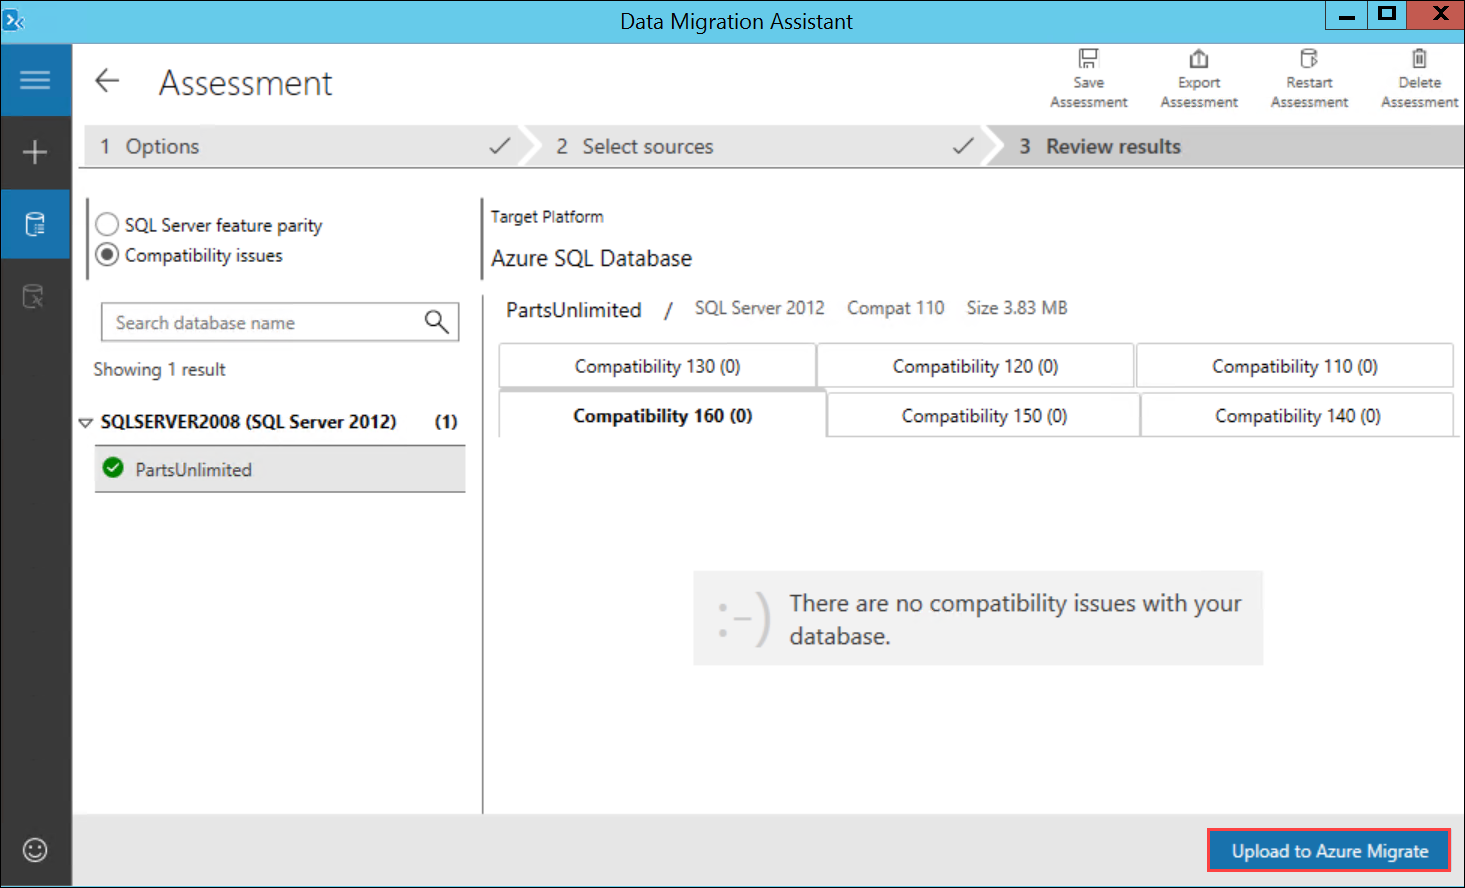 Data Migration Assistant
Assessment
Save
Assessment
Export
Assessment
Restart
Assessment
Delete
Assessment
1 Options
2 Select sources
3 Review results
SQL Server feature parity
Compatibility issues
Search database name
Showing 1 result
SQLSERVER2008 (SQL Server 2012) (1)
PartsUnlimited
Target Platform
Azure SQL Database
PartsUnlimited / SQL Server 2012 Compat 110 Size 3.83 MB
Compatibility 130 (0) Compatibility 120 (0) Compatibility 110 (0)
Compatibility 160 (0) Compatibility 150 (0) Compatibility 140 (0)
:-)
There are no compatibility issues with your
database.
Upload to Azure Migrate